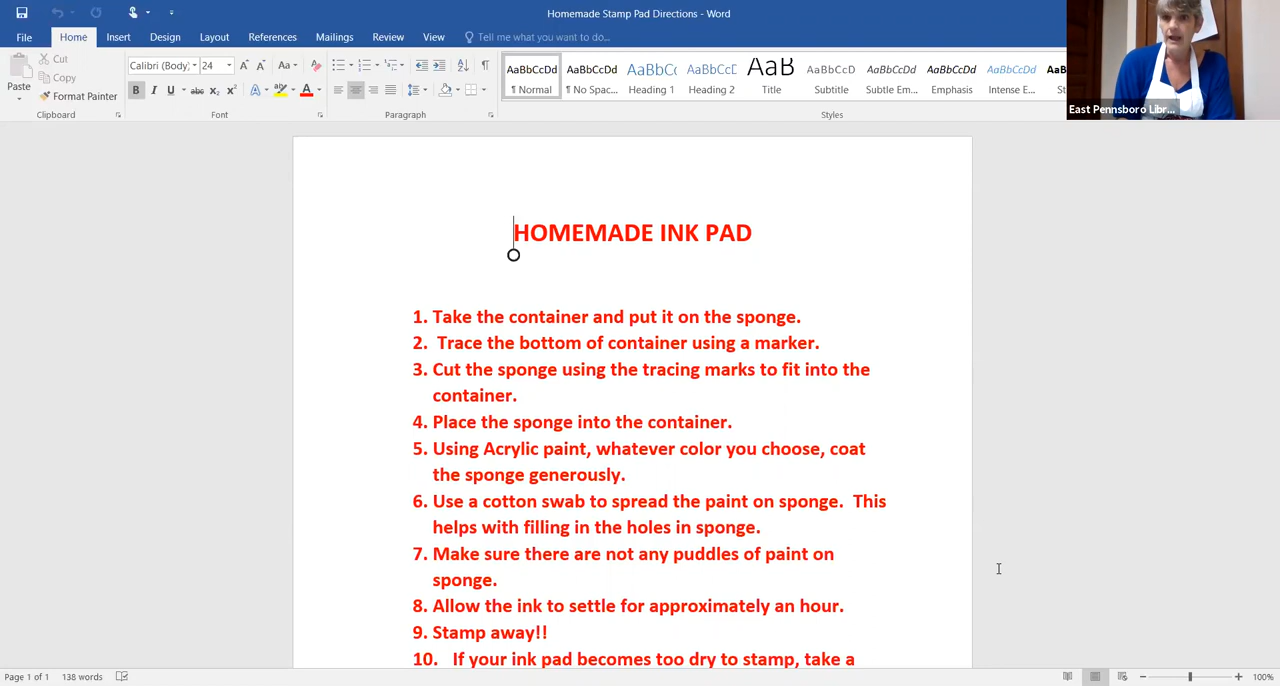 Homemade Stamp Pad Directions - Word
File Home Insert Design Layout References Mailings Review View Tell me what you want to do...
Paste
Cut
Copy
Format Painter
Calibri (Body) 24
Clipboard Font Paragraph Styles
AaBbCcDd AaBbCcDd AaBbCc AaBbCcD AaB AaBbCcD AaBbCcDd AaBbCcDd AaBbCcDd AaBb
¶ Normal ¶ No Spac... Heading 1 Heading 2 Title Subtitle Subtle Em... Emphasis Intense E... St
East Pennsboro Libr...
HOMEMADE INK PAD
1. Take the container and put it on the sponge.
2. Trace the bottom of container using a marker.
3. Cut the sponge using the tracing marks to fit into the
container.
4. Place the sponge into the container.
5. Using Acrylic paint, whatever color you choose, coat
the sponge generously.
6. Use a cotton swab to spread the paint on sponge. This
helps with filling in the holes in sponge.
7. Make sure there are not any puddles of paint on
sponge.
8. Allow the ink to settle for approximately an hour.
9. Stamp away!!
10. If your ink pad becomes too dry to stamp, take a
Page 1 of 1 138 words 100%